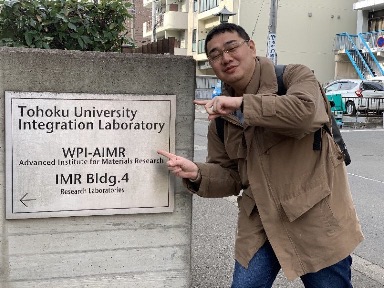 Tohoku University
Integration Laboratory
WPI-AIMR
Advanced Institute for Materials Research
IMR Bldg.4
Research Laboratories